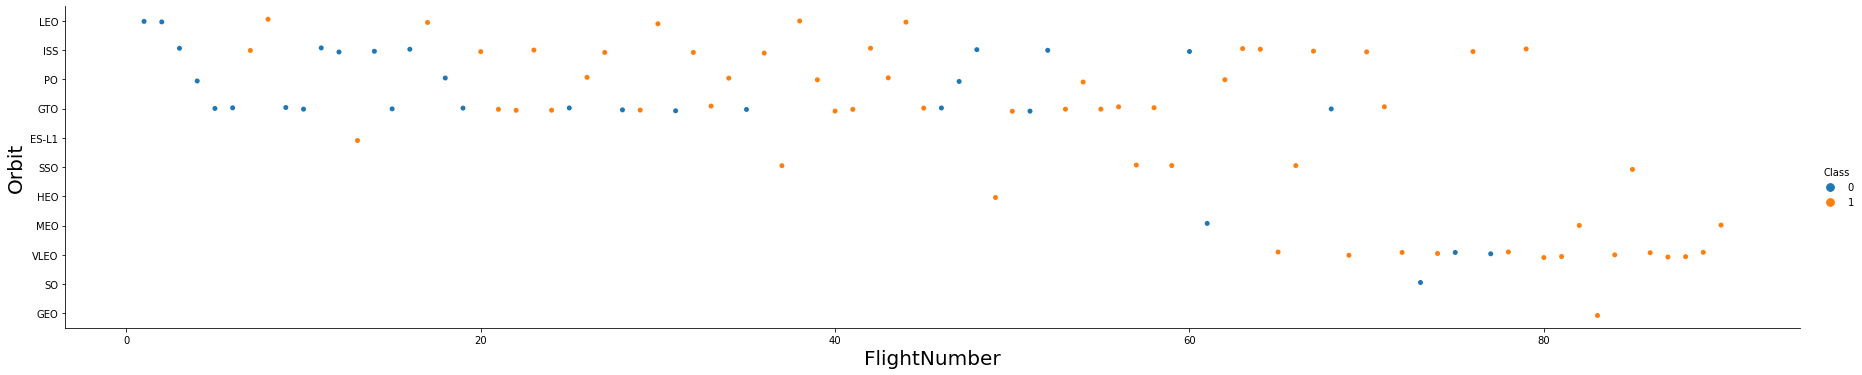 LEO
ISS
PO
GTO
ES-L1
SSO
HEO
MEO
VLEO
SO
GEO
Orbit
0 20 40 60 80
FlightNumber
Class
0
1